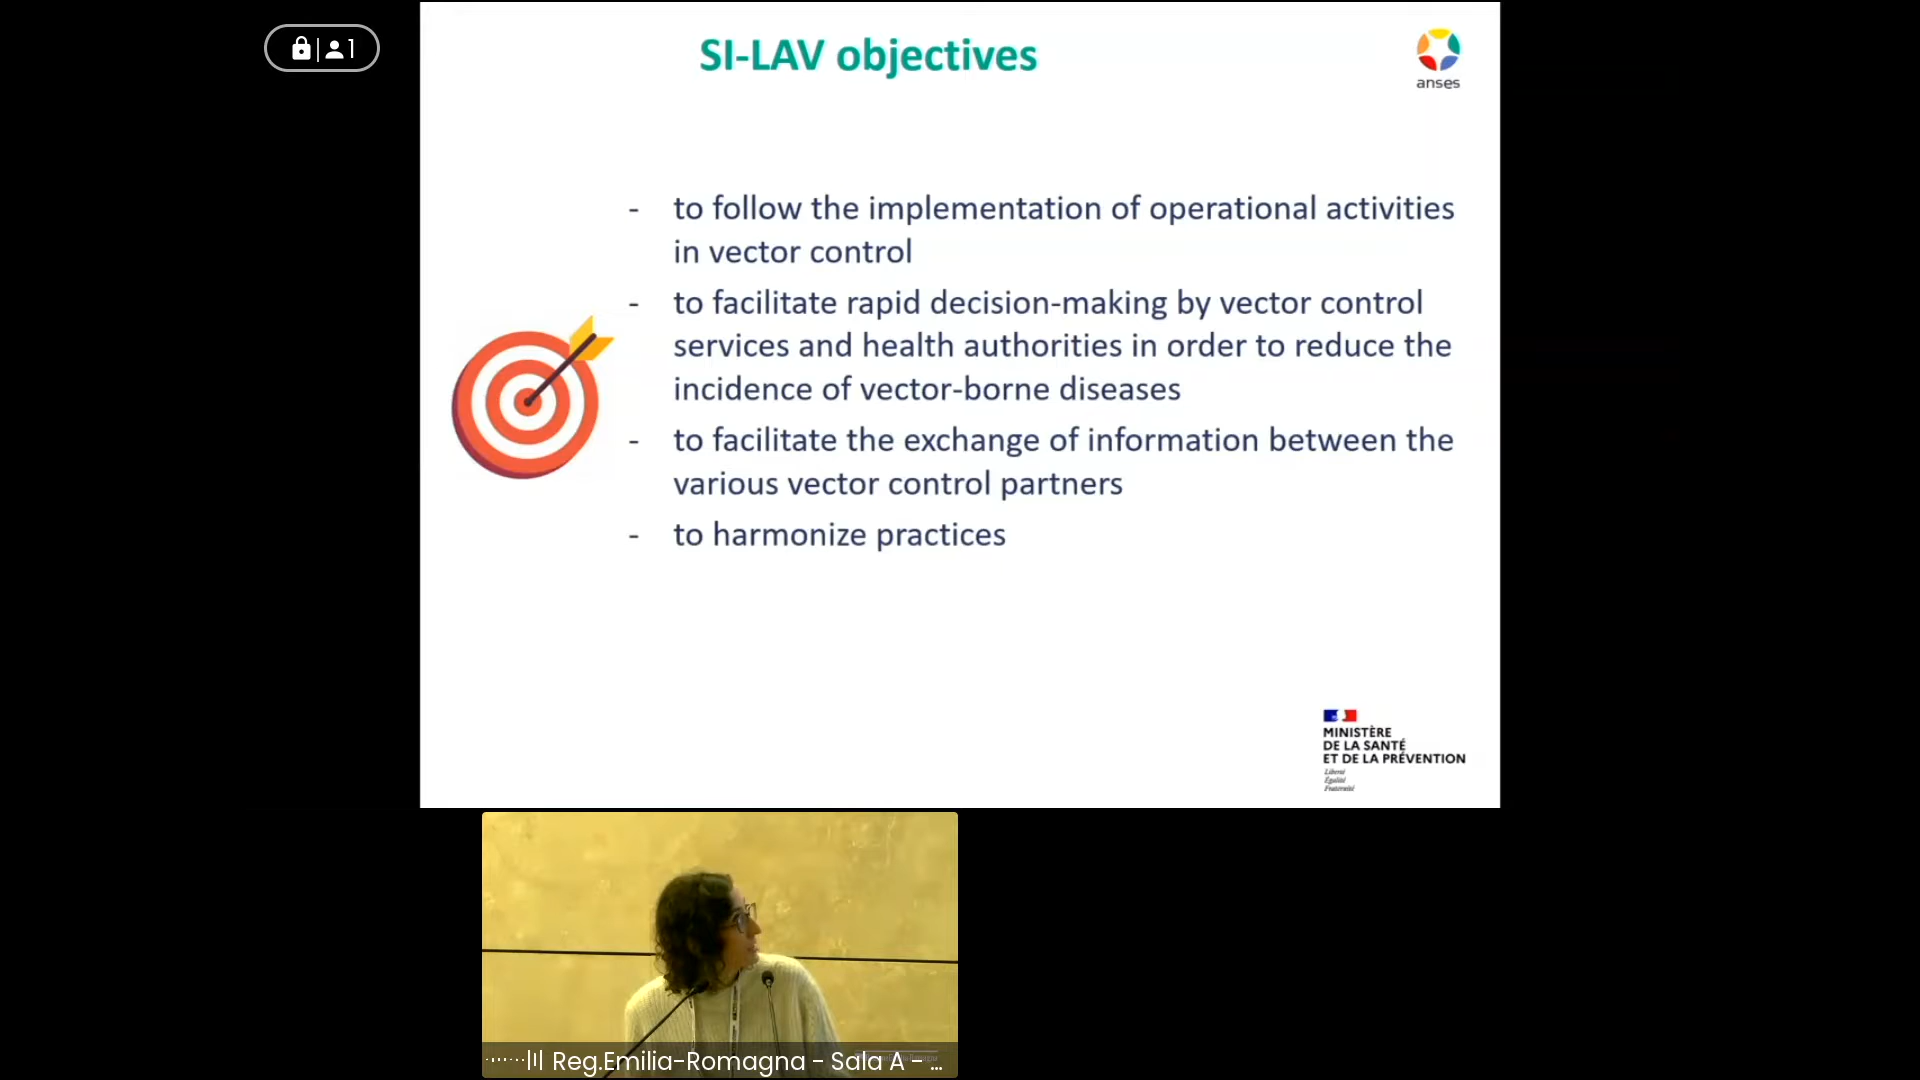 1
SI-LAV objectives
anses
- to follow the implementation of operational activities
in vector control
- to facilitate rapid decision-making by vector control
services and health authorities in order to reduce the
incidence of vector-borne diseases
- to facilitate the exchange of information between the
various vector control partners
- to harmonize practices
MINISTÈRE
DE LA SANTÉ
ET DE LA PRÉVENTION
Liberté
Égalité
Fraternité
Reg.Emilia-Romagna - Sala A - ...